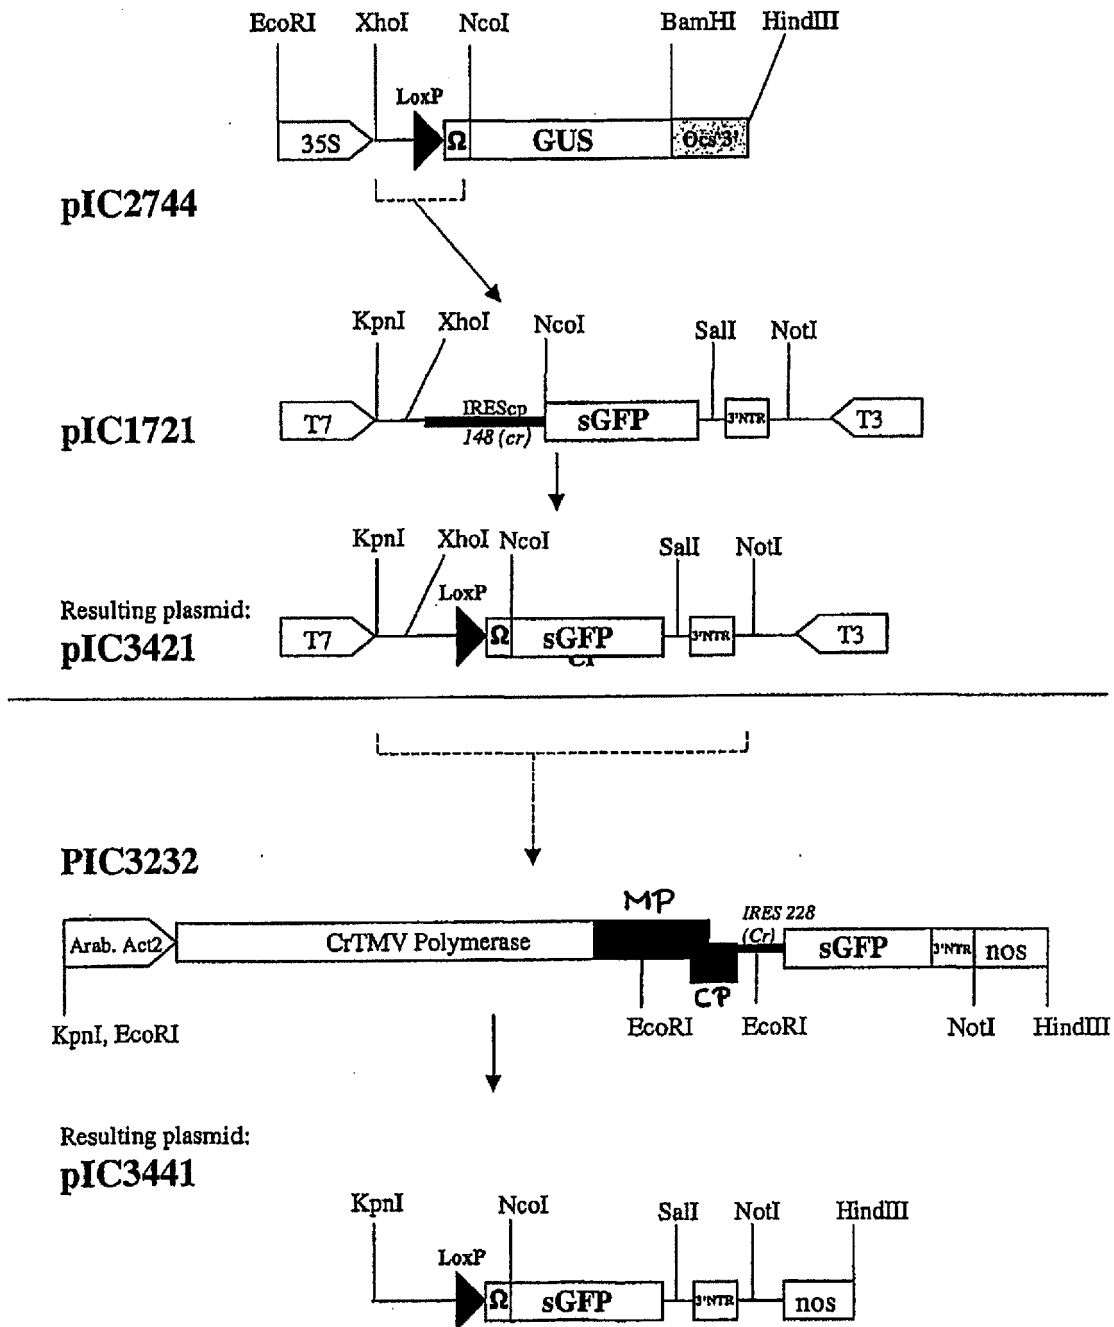 EcoRI XhoI NcoI BamHI HindIII
LoxP
35S Ω GUS Ocs 3'
pIC2744
KpnI XhoI NcoI SalI NotI
IREScp
T7 sGFP 3'NTR T3
148 (cr)
pIC1721
KpnI XhoI NcoI SalI NotI
LoxP
Resulting plasmid:
T7 Ω sGFP 3'NTR T3
pIC3421
PIC3232
MP
IRES 228
(Cr)
Arab. Act2 CrTMV Polymerase sGFP 3'NTR nos
CP
KpnI, EcoRI EcoRI EcoRI NotI HindIII
Resulting plasmid:
pIC3441
KpnI NcoI SalI NotI HindIII
LoxP
Ω sGFP 3'NTR nos